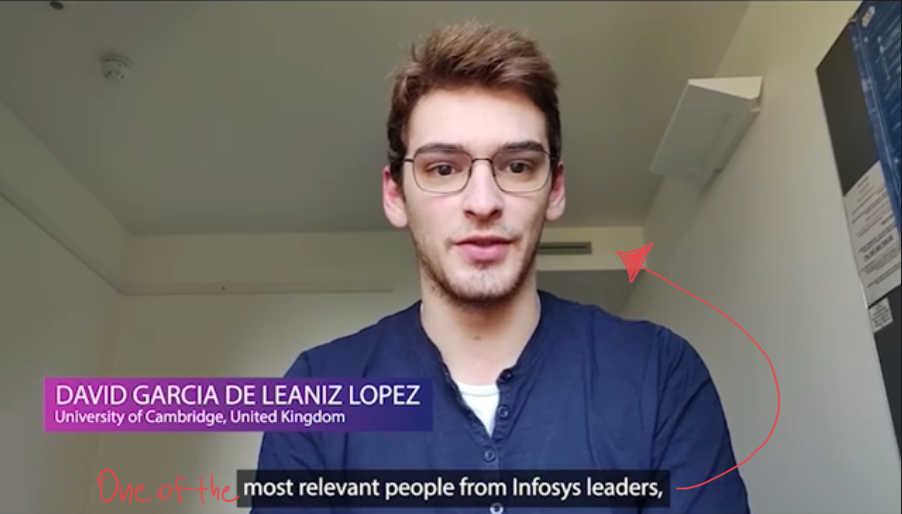 DAVID GARCIA DE LEANIZ LOPEZ
University of Cambridge, United Kingdom
One of the most relevant people from Infosys leaders,